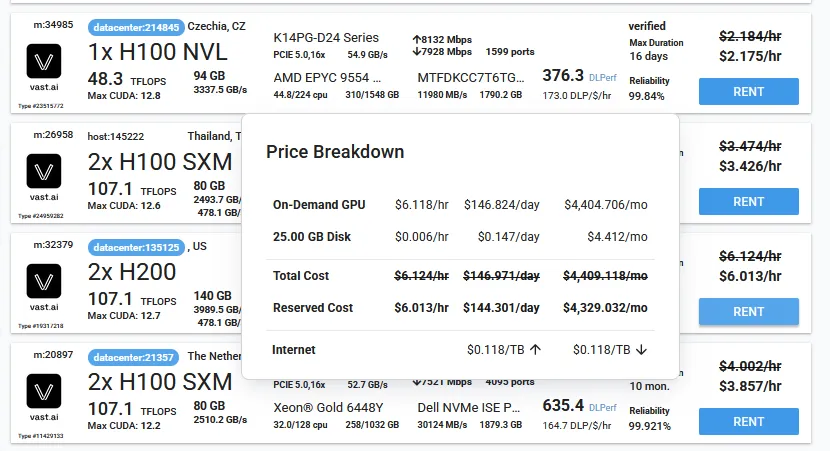 m:34985 datacenter:214845 Czechia, CZ
1x H100 NVL
48.3 TFLOPS 94 GB
3337.5 GB/s
Max CUDA: 12.8
vast.ai
Type #23515772
K14PG-D24 Series
PCIE 5.0,16x 54.9 GB/s
AMD EPYC 9554 ...
44.8/224 cpu 310/1548 GB
↑8132 Mbps
↓7928 Mbps 1599 ports
MTFDKCC7T6TG...
11980 MB/s 1790.2 GB
376.3 DLPerf
173.0 DLP/$/hr
verified
Max Duration
16 days
Reliability
99.84%
$2.184/hr
$2.175/hr
RENT
m:26958 host:145222 Thailand, T
2x H100 SXM
107.1 TFLOPS 80 GB
2493.7 GB/
Max CUDA: 12.6 478.1 GB/
vast.ai
Type #24959282
$3.474/hr
$3.426/hr
RENT
m:32379 datacenter:135125 , US
2x H200
107.1 TFLOPS 140 GB
3989.5 GB/
Max CUDA: 12.7 478.1 GB/
vast.ai
Type #19317218
$6.124/hr
$6.013/hr
RENT
Price Breakdown
On-Demand GPU $6.118/hr $146.824/day $4,404.706/mo
25.00 GB Disk $0.006/hr $0.147/day $4.412/mo
Total Cost $6.124/hr $146.971/day $4,409.118/mo
Reserved Cost $6.013/hr $144.301/day $4,329.032/mo
Internet $0.118/TB ↑ $0.118/TB ↓
m:20897 datacenter:21357 The Nether
2x H100 SXM
107.1 TFLOPS 80 GB
2510.2 GB/s
Max CUDA: 12.2
vast.ai
Type #11429133
PCIE 5.0,16x 52.7 GB/s
Xeon® Gold 6448Y
32.0/128 cpu 258/1032 GB
↓7521 Mbps 4095 ports
Dell NVMe ISE P...
30124 MB/s 1879.3 GB
635.4 DLPerf
164.7 DLP/$/hr
10 mon.
Reliability
99.921%
$4.002/hr
$3.857/hr
RENT